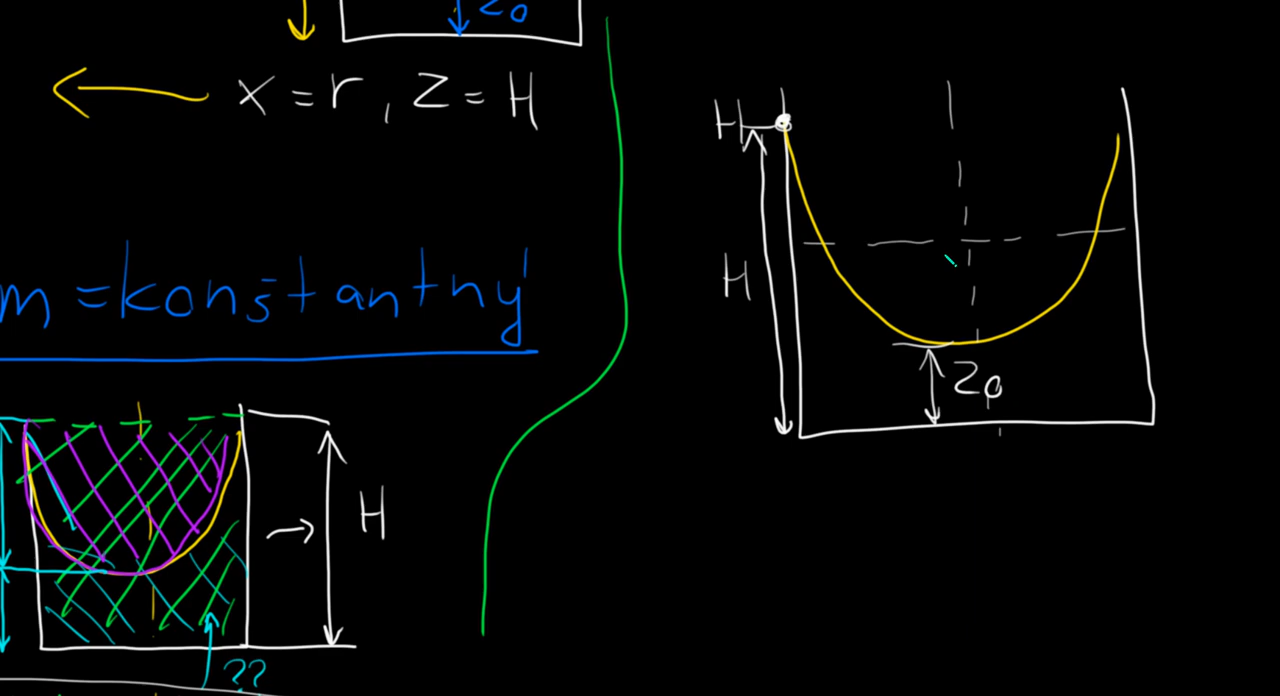 z₀
x = r, z = H
m = konštantný
H
??
H
H
z₀